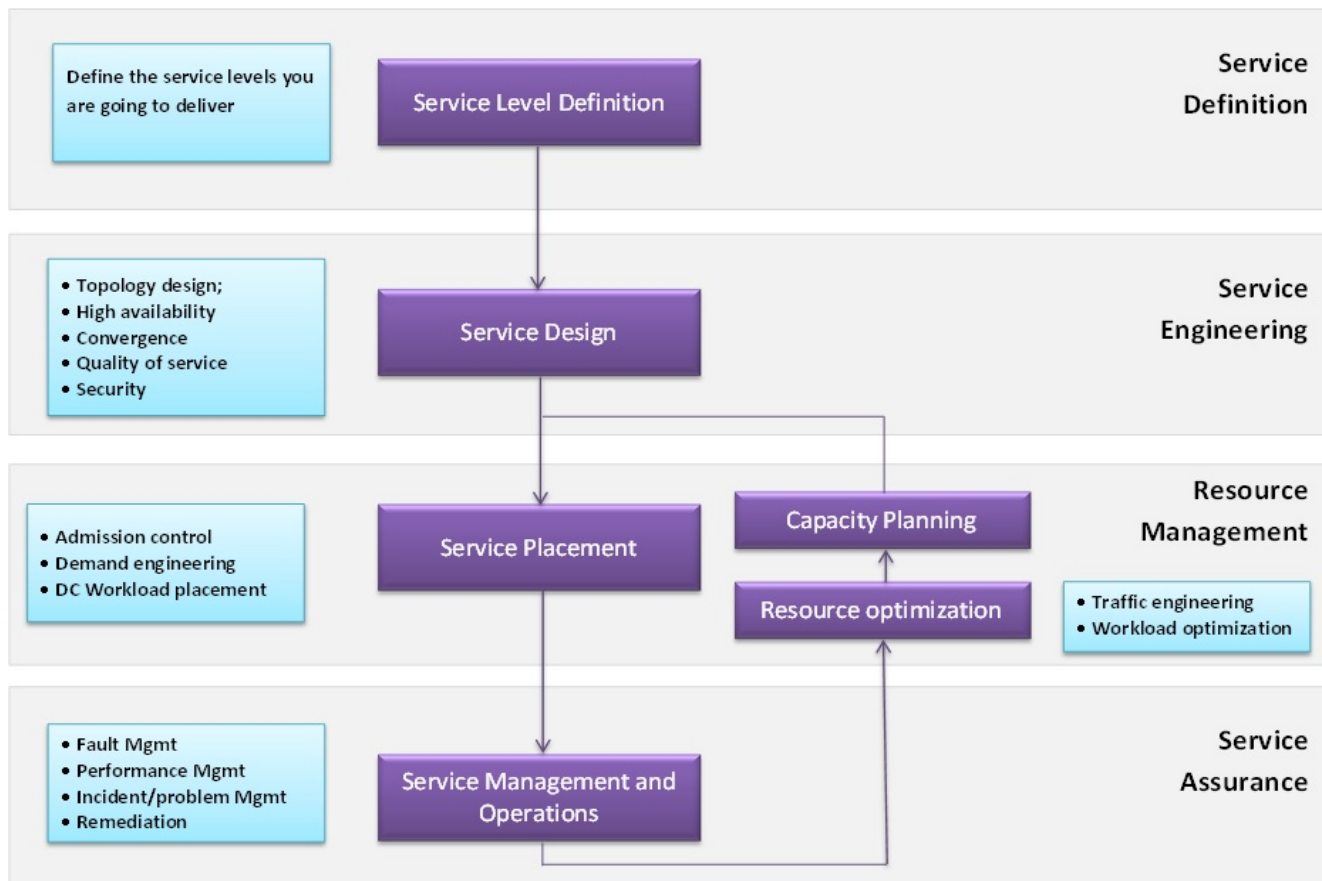 Define the service levels you
are going to deliver
Service Level Definition
Service
Definition
• Topology design;
• High availability
• Convergence
• Quality of service
• Security
Service Design
Service
Engineering
• Admission control
• Demand engineering
• DC Workload placement
Service Placement
Capacity Planning
Resource optimization
Resource
Management
• Traffic engineering
• Workload optimization
• Fault Mgmt
• Performance Mgmt
• Incident/problem Mgmt
• Remediation
Service Management and
Operations
Service
Assurance